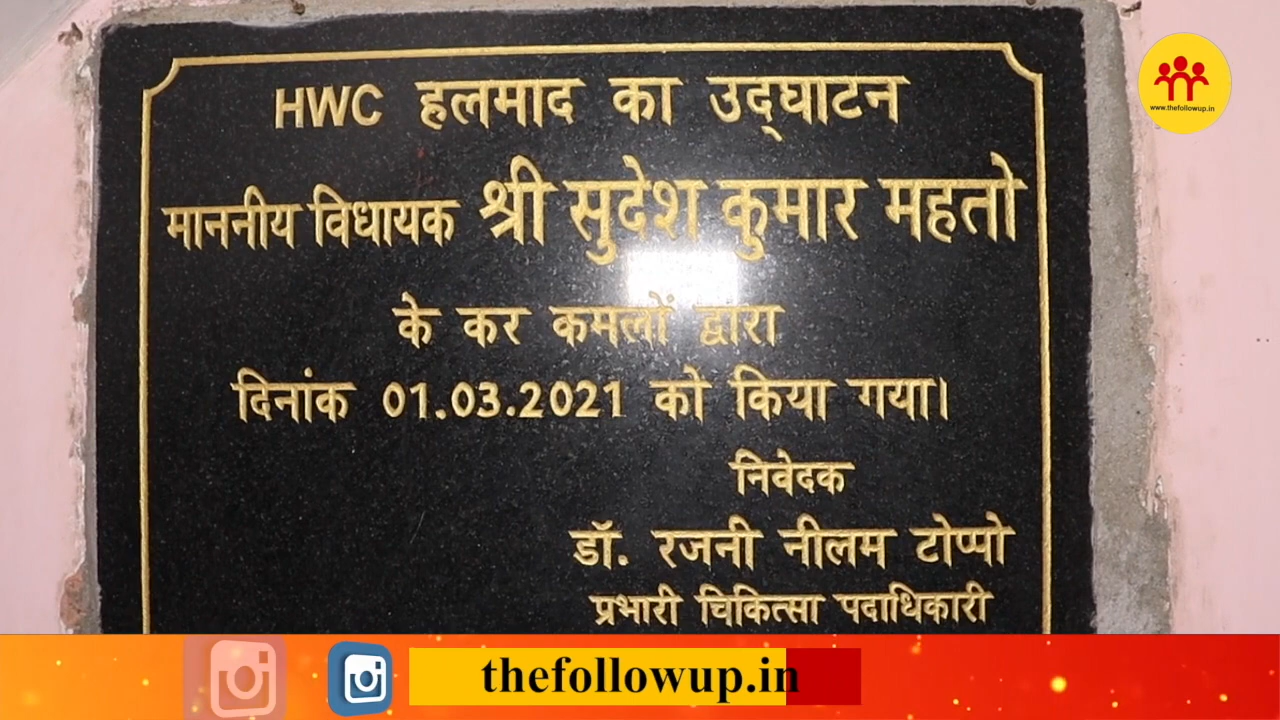 HWC हलमाद का उद्‌घाटन
माननीय विधायक श्री सुदेश कुमार महतो
के कर कमलों द्वारा
दिनांक 01.03.2021 को किया गया।
निवेदक
डॉ. रजनी नीलम टोप्पो
प्रभारी चिकित्सा पदाधिकारी
www.thefollowup.in
thefollowup.in